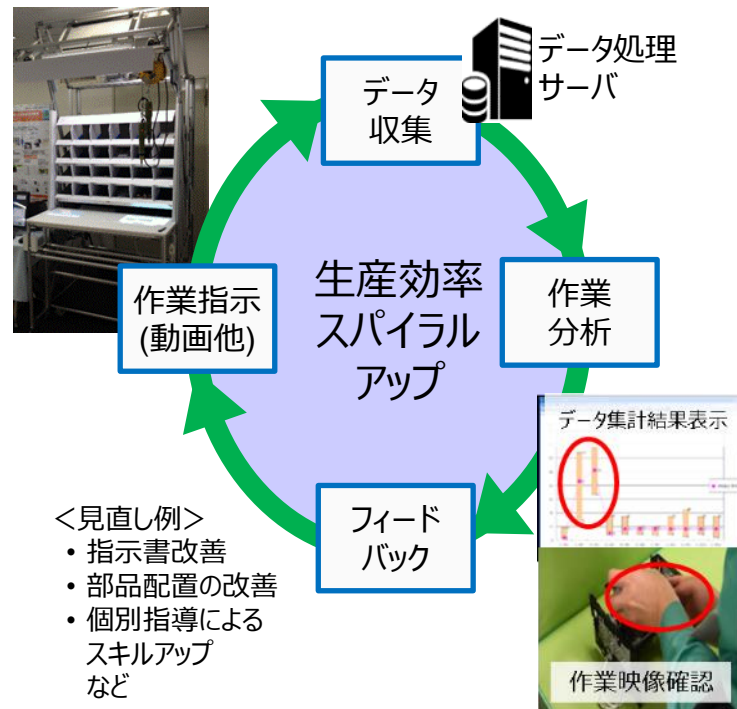 データ処理
サーバ
データ
収集
生産効率
スパイラル
アップ
作業指示
(動画他)
作業
分析
データ集計結果表示
フィード
バック
<見直し例>
• 指示書改善
• 部品配置の改善
• 個別指導による
スキルアップ
など
作業映像確認